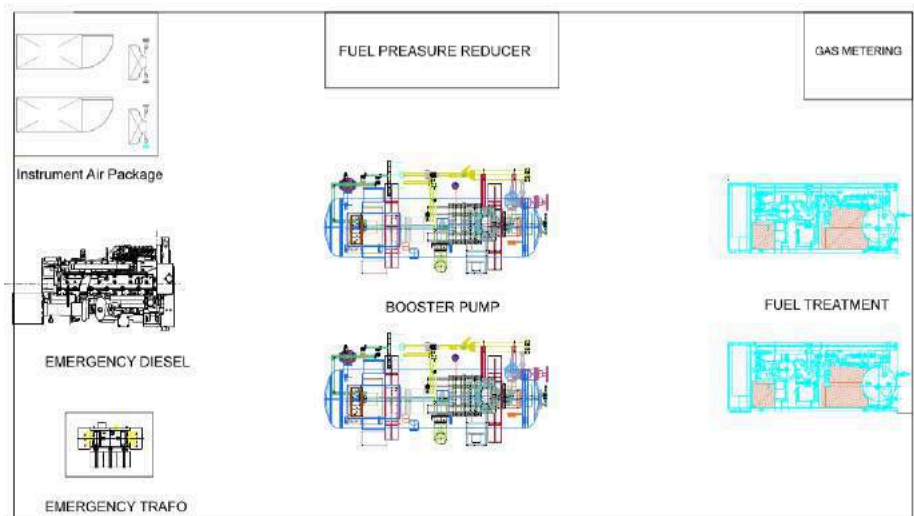 FUEL PREASURE REDUCER
GAS METERING
Instrument Air Package
BOOSTER PUMP
FUEL TREATMENT
EMERGENCY DIESEL
EMERGENCY TRAFO